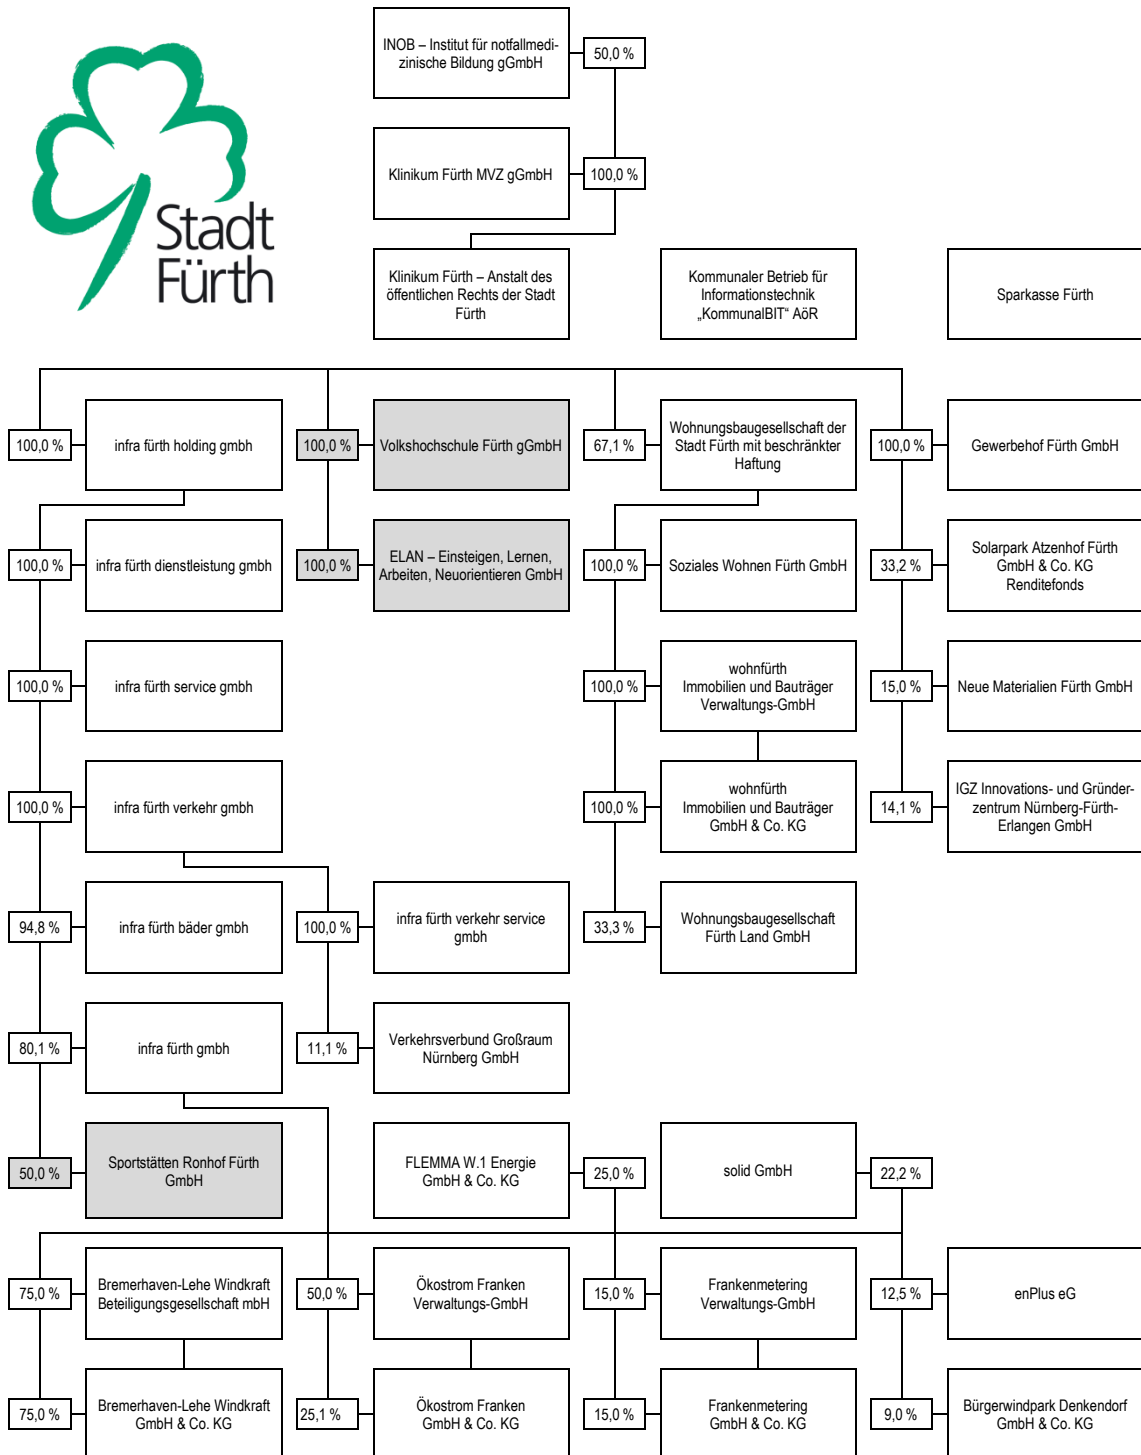 INOB – Institut für notfallmedi-
zinische Bildung gGmbH
50,0 %
Klinikum Fürth MVZ gGmbH
100,0 %
Stadt
Fürth
Klinikum Fürth – Anstalt des
öffentlichen Rechts der Stadt
Fürth
Kommunaler Betrieb für
Informationstechnik
„KommunalBIT“ AöR
Sparkasse Fürth
100,0 %
infra fürth holding gmbh
100,0 %
Volkshochschule Fürth gGmbH
67,1 %
Wohnungsbaugesellschaft der
Stadt Fürth mit beschränkter
Haftung
100,0 %
Gewerbehof Fürth GmbH
100,0 %
infra fürth dienstleistung gmbh
100,0 %
ELAN – Einsteigen, Lernen,
Arbeiten, Neuorientieren GmbH
100,0 %
Soziales Wohnen Fürth GmbH
33,2 %
Solarpark Atzenhof Fürth
GmbH & Co. KG
Renditefonds
100,0 %
infra fürth service gmbh
100,0 %
wohnfürth
Immobilien und Bauträger
Verwaltungs-GmbH
15,0 %
Neue Materialien Fürth GmbH
100,0 %
infra fürth verkehr gmbh
100,0 %
wohnfürth
Immobilien und Bauträger
GmbH & Co. KG
14,1 %
IGZ Innovations- und Gründer-
zentrum Nürnberg-Fürth-
Erlangen GmbH
94,8 %
infra fürth bäder gmbh
100,0 %
infra fürth verkehr service
gmbh
33,3 %
Wohnungsbaugesellschaft
Fürth Land GmbH
80,1 %
infra fürth gmbh
11,1 %
Verkehrsverbund Großraum
Nürnberg GmbH
50,0 %
Sportstätten Ronhof Fürth
GmbH
FLEMMA W.1 Energie
GmbH & Co. KG
25,0 %
solid GmbH
22,2 %
75,0 %
Bremerhaven-Lehe Windkraft
Beteiligungsgesellschaft mbH
50,0 %
Ökostrom Franken
Verwaltungs-GmbH
15,0 %
Frankenmetering
Verwaltungs-GmbH
12,5 %
enPlus eG
75,0 %
Bremerhaven-Lehe Windkraft
GmbH & Co. KG
25,1 %
Ökostrom Franken
GmbH & Co. KG
15,0 %
Frankenmetering
GmbH & Co. KG
9,0 %
Bürgerwindpark Denkendorf
GmbH & Co. KG